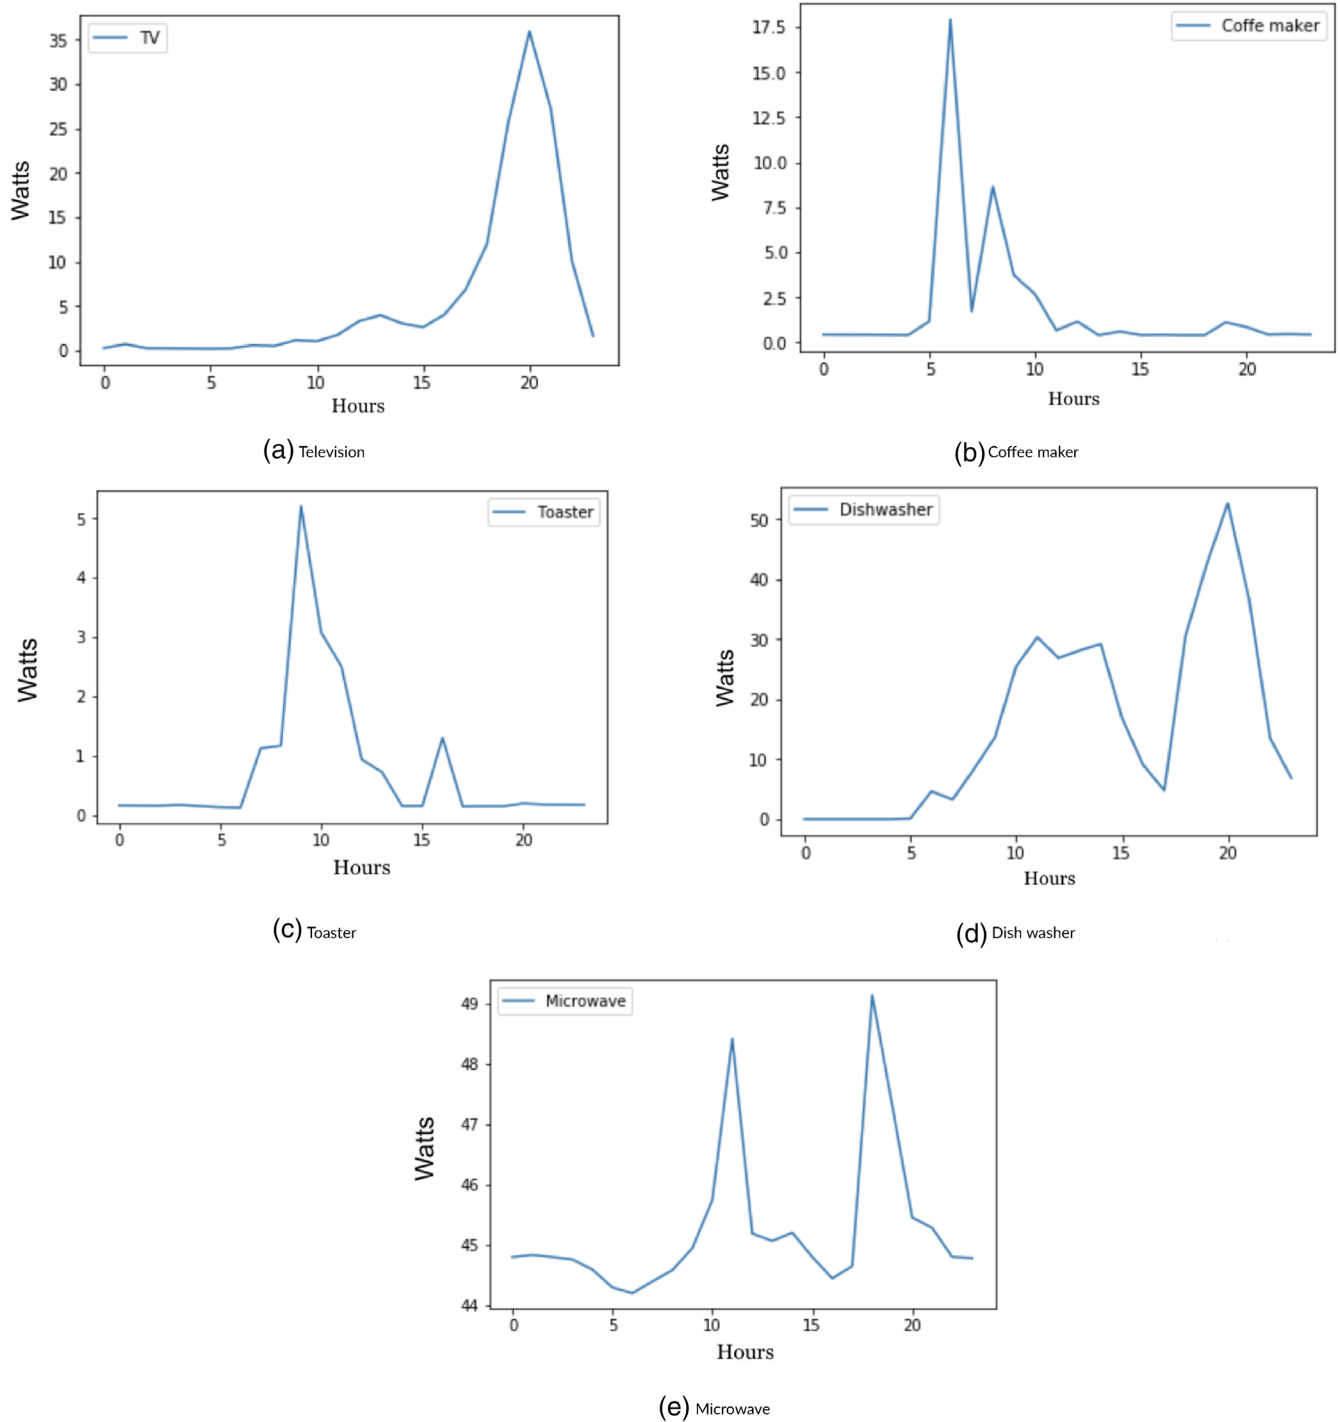 TV
35
30
25
20
15
10
5
0
Watts
0 5 10 15 20
Hours
(a) Television
Coffe maker
17.5
15.0
12.5
10.0
7.5
5.0
2.5
0.0
Watts
0 5 10 15 20
Hours
(b) Coffee maker
Toaster
5
4
3
2
1
0
Watts
0 5 10 15 20
Hours
(c) Toaster
Dishwasher
50
40
30
20
10
0
Watts
0 5 10 15 20
Hours
(d) Dish washer
Microwave
49
48
47
46
45
44
Watts
0 5 10 15 20
Hours
(e) Microwave